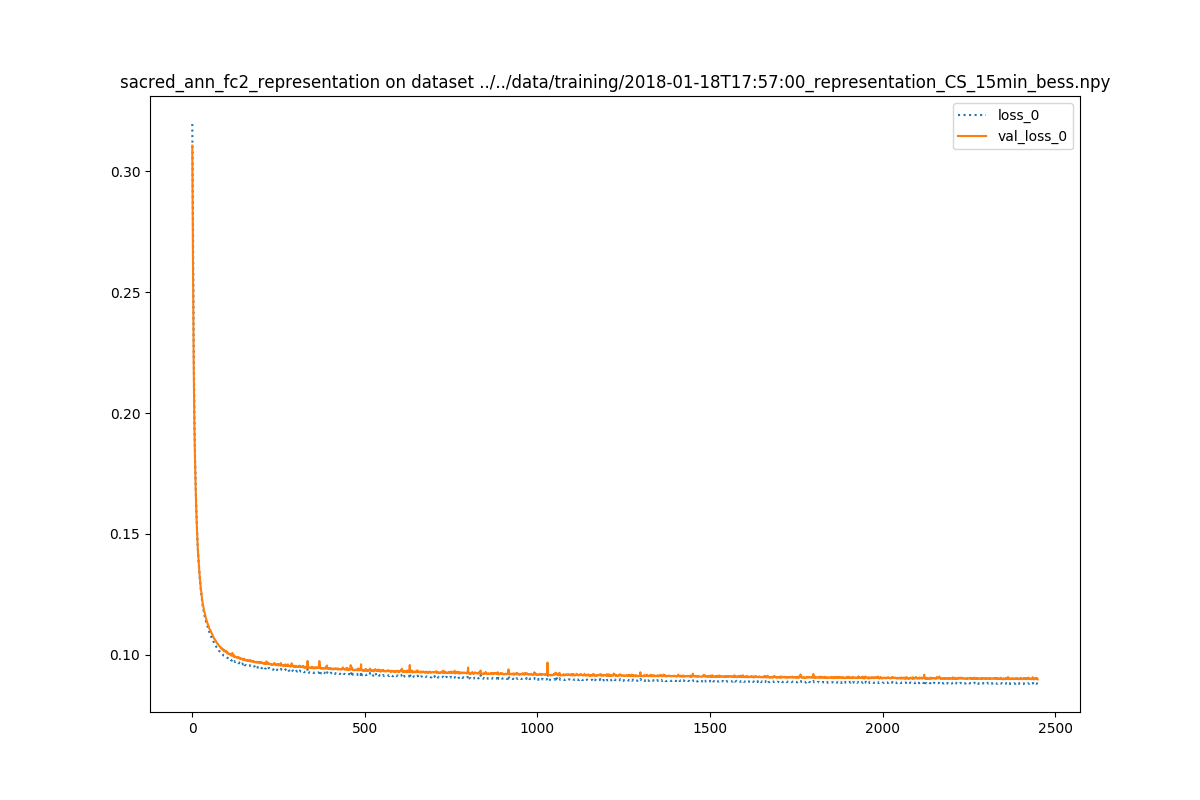 sacred_ann_fc2_representation on dataset ../../data/training/2018-01-18T17:57:00_representation_CS_15min_bess.npy
loss_0
val_loss_0
0.30
0.25
0.20
0.15
0.10
0 500 1000 1500 2000 2500